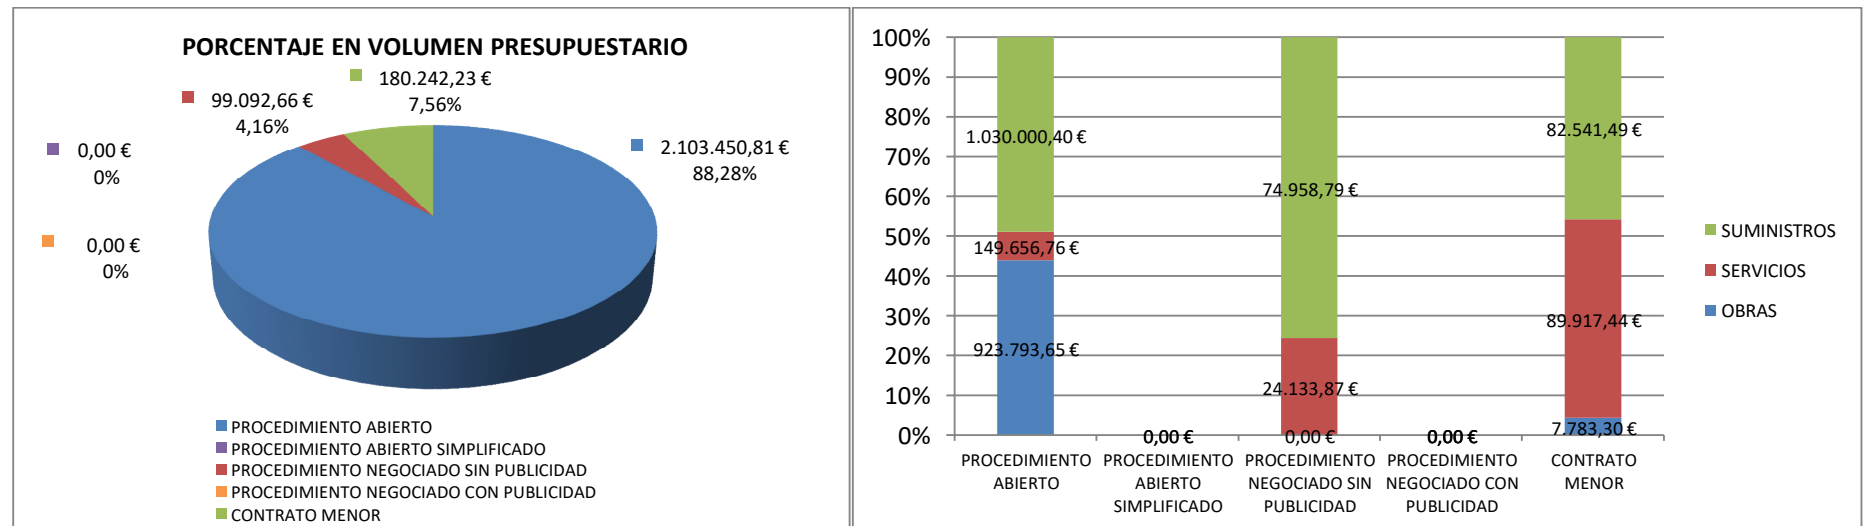 PORCENTAJE EN VOLUMEN PRESUPUESTARIO
180.242,23 €
7,56%
99.092,66 €
4,16%
0,00 €
0%
2.103.450,81 €
88,28%
0,00 €
0%
PROCEDIMIENTO ABIERTO
PROCEDIMIENTO ABIERTO SIMPLIFICADO
PROCEDIMIENTO NEGOCIADO SIN PUBLICIDAD
PROCEDIMIENTO NEGOCIADO CON PUBLICIDAD
CONTRATO MENOR
100%
90%
80%
70%
60%
50%
40%
30%
20%
10%
0%
1.030.000,40 €
149.656,76 €
923.793,65 €
0,00 €
74.958,79 €
24.133,87 €
0,00 €
0,00 €
82.541,49 €
89.917,44 €
7.783,30 €
PROCEDIMIENTO
ABIERTO
PROCEDIMIENTO
ABIERTO
SIMPLIFICADO
PROCEDIMIENTO
NEGOCIADO SIN
PUBLICIDAD
PROCEDIMIENTO
NEGOCIADO CON
PUBLICIDAD
CONTRATO
MENOR
SUMINISTROS
SERVICIOS
OBRAS